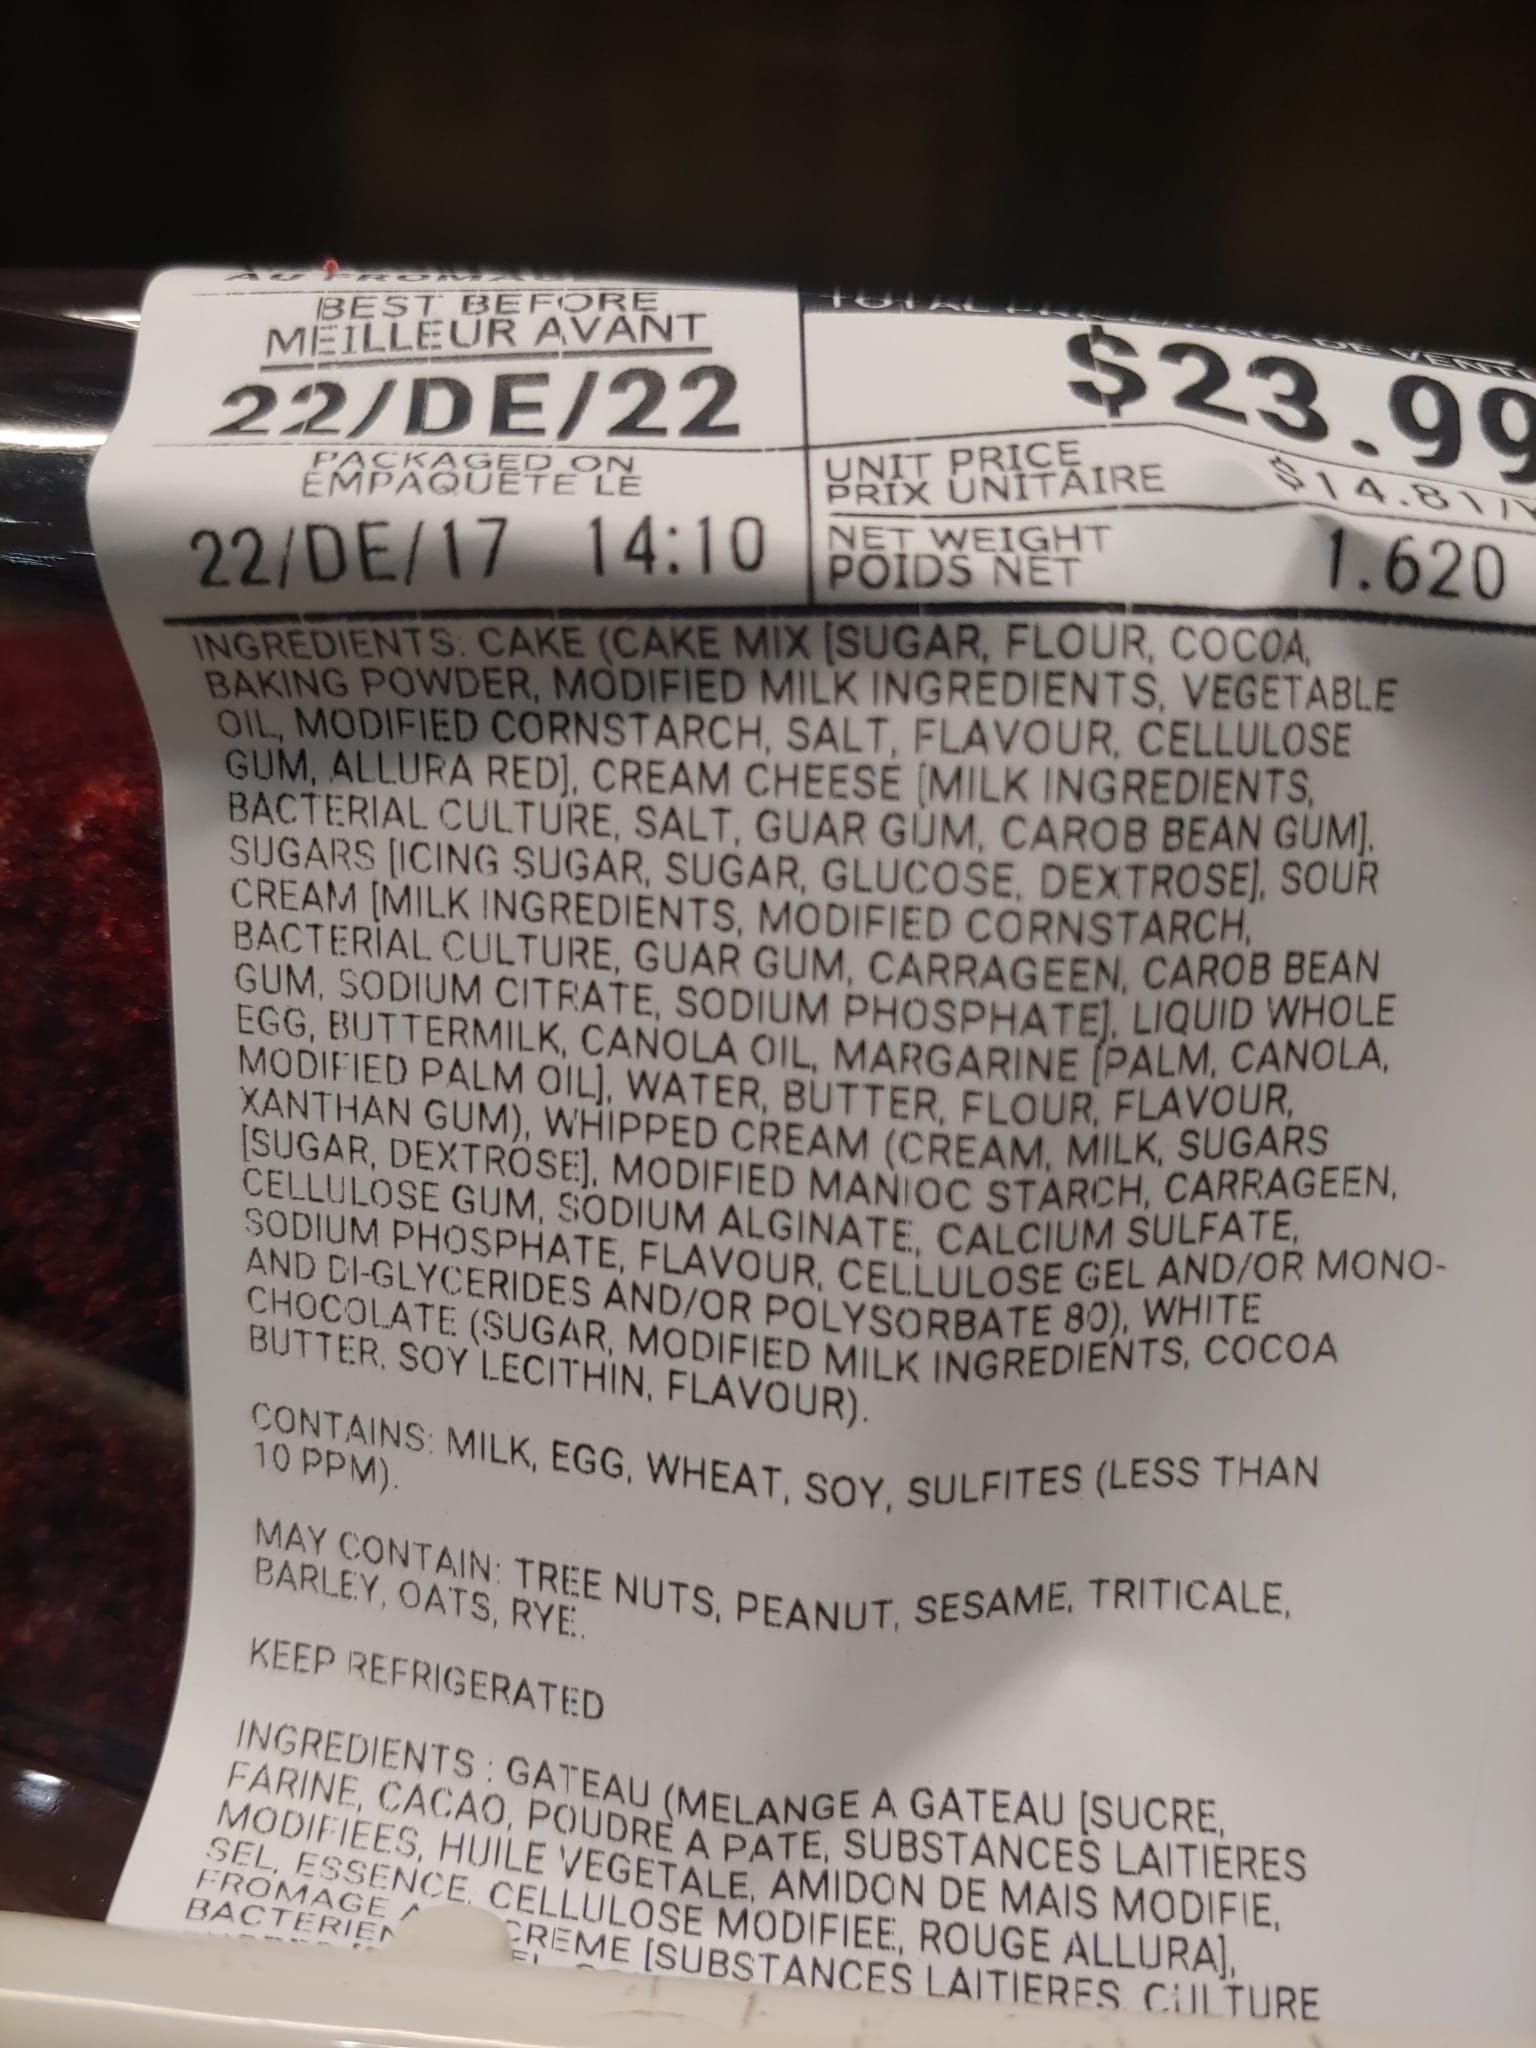 AU FROMA
BEST BEFORE
MEILLEUR AVANT
22/DE/22
$23.99
PACKAGED ON
EMPAQUETE LE
22/DE/17 14:10
UNIT PRICE
PRIX UNITAIRE
$14.81/
NET WEIGHT
POIDS NET
1.620
INGREDIENTS: CAKE (CAKE MIX [SUGAR, FLOUR, COCOA,
BAKING POWDER, MODIFIED MILK INGREDIENTS, VEGETABLE
OIL, MODIFIED CORNSTARCH, SALT, FLAVOUR, CELLULOSE
GUM, ALLURA RED], CREAM CHEESE [MILK INGREDIENTS,
BACTERIAL CULTURE, SALT, GUAR GUM, CAROB BEAN GUM],
SUGARS [ICING SUGAR, SUGAR, GLUCOSE, DEXTROSE], SOUR
CREAM [MILK INGREDIENTS, MODIFIED CORNSTARCH,
BACTERIAL CULTURE, GUAR GUM, CARRAGEEN, CAROB BEAN
GUM, SODIUM CITRATE, SODIUM PHOSPHATE], LIQUID WHOLE
EGG, BUTTERMILK, CANOLA OIL, MARGARINE [PALM, CANOLA,
MODIFIED PALM OIL], WATER, BUTTER, FLOUR, FLAVOUR,
XANTHAN GUM), WHIPPED CREAM (CREAM, MILK, SUGARS
[SUGAR, DEXTROSE], MODIFIED MANIOC STARCH, CARRAGEEN,
CELLULOSE GUM, SODIUM ALGINATE, CALCIUM SULFATE,
SODIUM PHOSPHATE, FLAVOUR, CELLULOSE GEL AND/OR MONO-
AND DI-GLYCERIDES AND/OR POLYSORBATE 80), WHITE
CHOCOLATE (SUGAR, MODIFIED MILK INGREDIENTS, COCOA
BUTTER, SOY LECITHIN, FLAVOUR).
CONTAINS: MILK, EGG, WHEAT, SOY, SULFITES (LESS THAN
10 PPM).
MAY CONTAIN: TREE NUTS, PEANUT, SESAME, TRITICALE,
BARLEY, OATS, RYE.
KEEP REFRIGERATED
INGREDIENTS : GATEAU (MELANGE A GATEAU [SUCRE,
FARINE, CACAO, POUDRE A PATE, SUBSTANCES LAITIERES
MODIFIEES, HUILE VEGETALE, AMIDON DE MAIS MODIFIE,
SEL, ESSENCE, CELLULOSE MODIFIEE, ROUGE ALLURA],
FROMAGE A CREME [SUBSTANCES LAITIERES, CULTURE
BACTERIEN